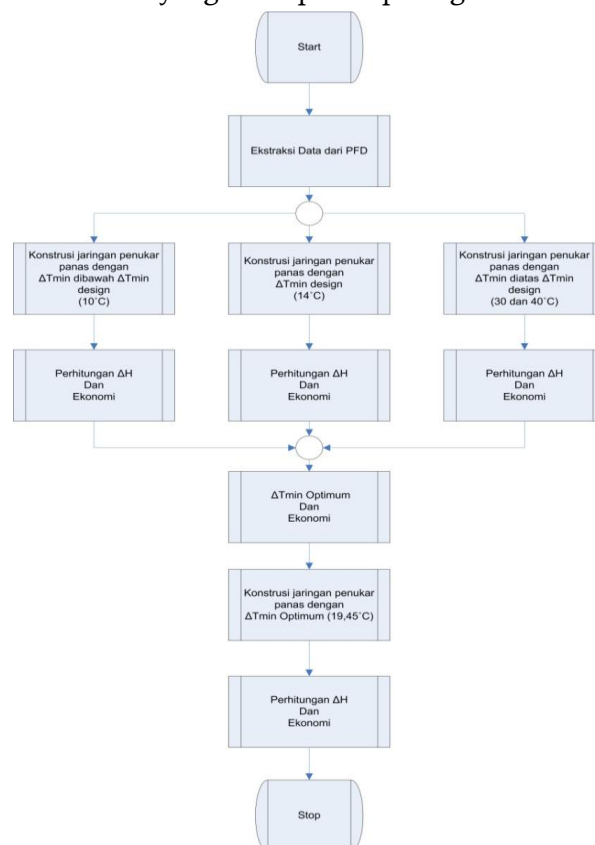 Start
Ekstraksi Data dari PFD
Konstrusi jaringan penukar
panas dengan
ΔTmin dibawah ΔTmin
design
(10˚C)
Konstrusi jaringan penukar
panas dengan
ΔTmin design
(14˚C)
Konstrusi jaringan penukar
panas dengan
ΔTmin diatas ΔTmin
design
(30 dan 40˚C)
Perhitungan ΔH
Dan
Ekonomi
Perhitungan ΔH
Dan
Ekonomi
Perhitungan ΔH
Dan
Ekonomi
ΔTmin Optimum
Dan
Ekonomi
Konstrusi jaringan penukar
panas dengan
ΔTmin Optimum (19,45˚C)
Perhitungan ΔH
Dan
Ekonomi
Stop